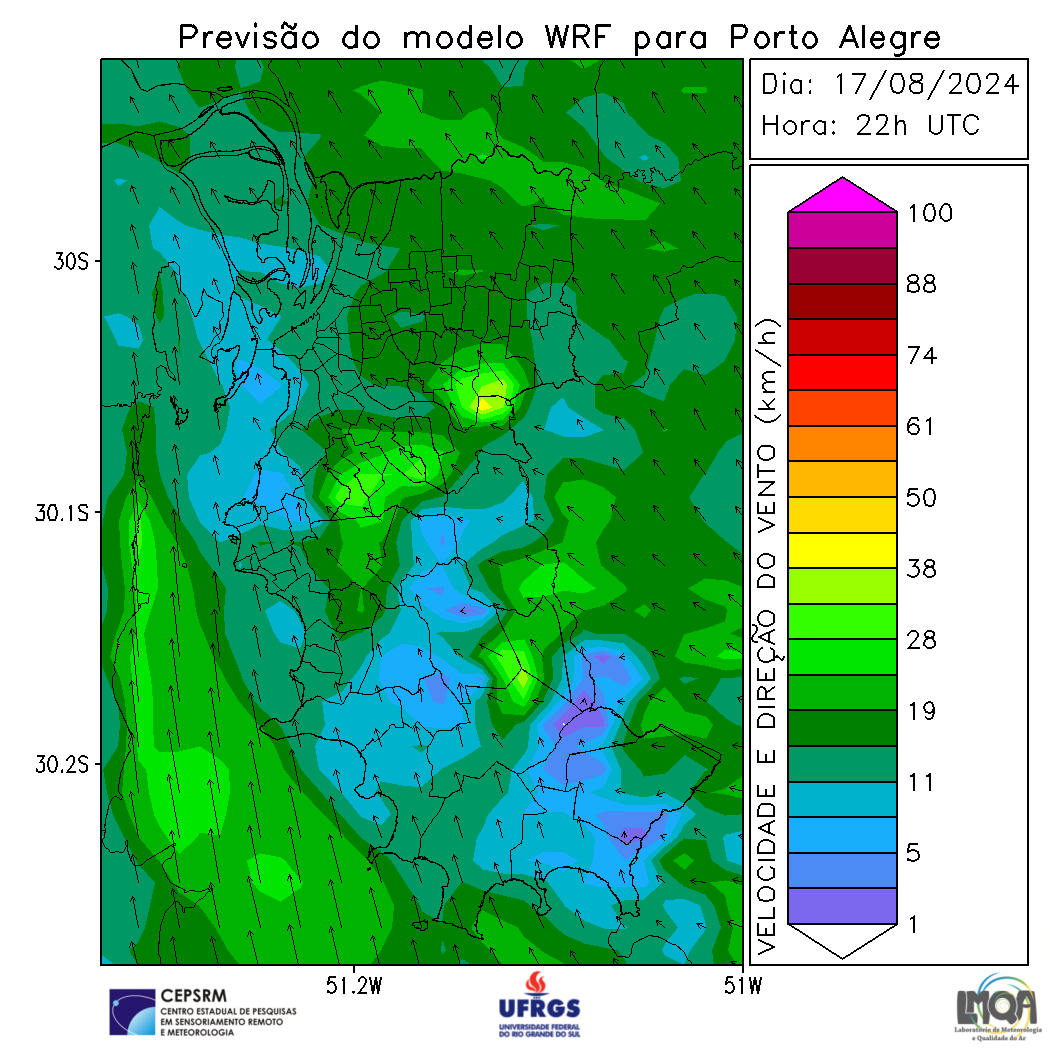 Previsão do modelo WRF para Porto Alegre
Dia: 17/08/2024
Hora: 22h UTC
30S
30.1S
30.2S
51.2W
51W
VELOCIDADE E DIREÇÃO DO VENTO (km/h)
100
88
74
61
50
38
28
19
11
5
1
CEPSRM
CENTRO ESTADUAL DE PESQUISAS
EM SENSORIAMENTO REMOTO
E METEOROLOGIA
UFRGS
UNIVERSIDADE FEDERAL
DO RIO GRANDE DO SUL
LMQA
Laboratório de Meteorologia
e Qualidade do Ar